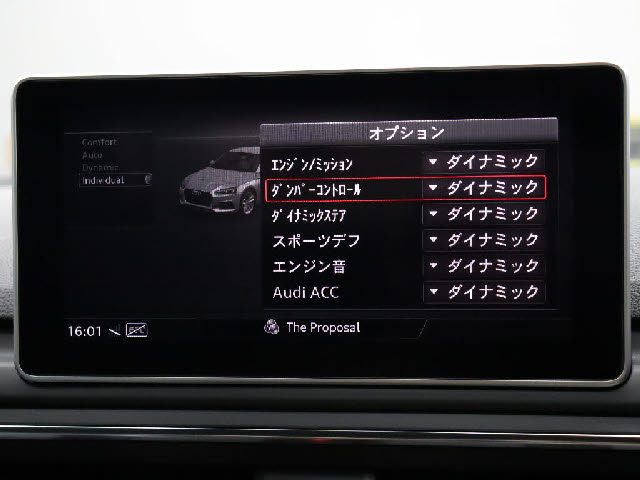 オプション
Comfort
Auto
Dynamic
Individual
ｴﾝｼﾞﾝ/ﾐｯｼｮﾝ ダイナミック
ﾀﾞﾝﾊﾟｰｺﾝﾄﾛｰﾙ ダイナミック
ﾀﾞｲﾅﾐｯｸｽﾃｱ ダイナミック
スポーツデフ ダイナミック
エンジン音 ダイナミック
Audi ACC ダイナミック
16:01
The Proposal